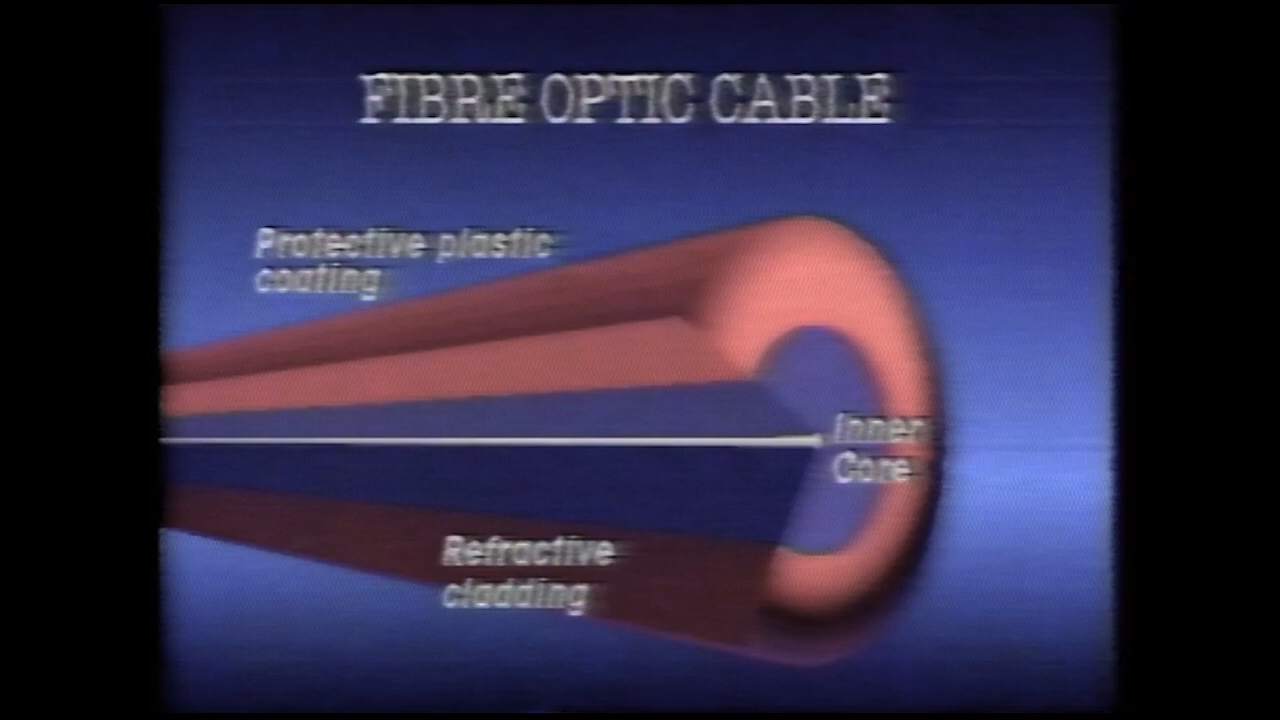 FIBRE OPTIC CABLE
Protective plastic
coating
Inner
Core
Refractive
cladding